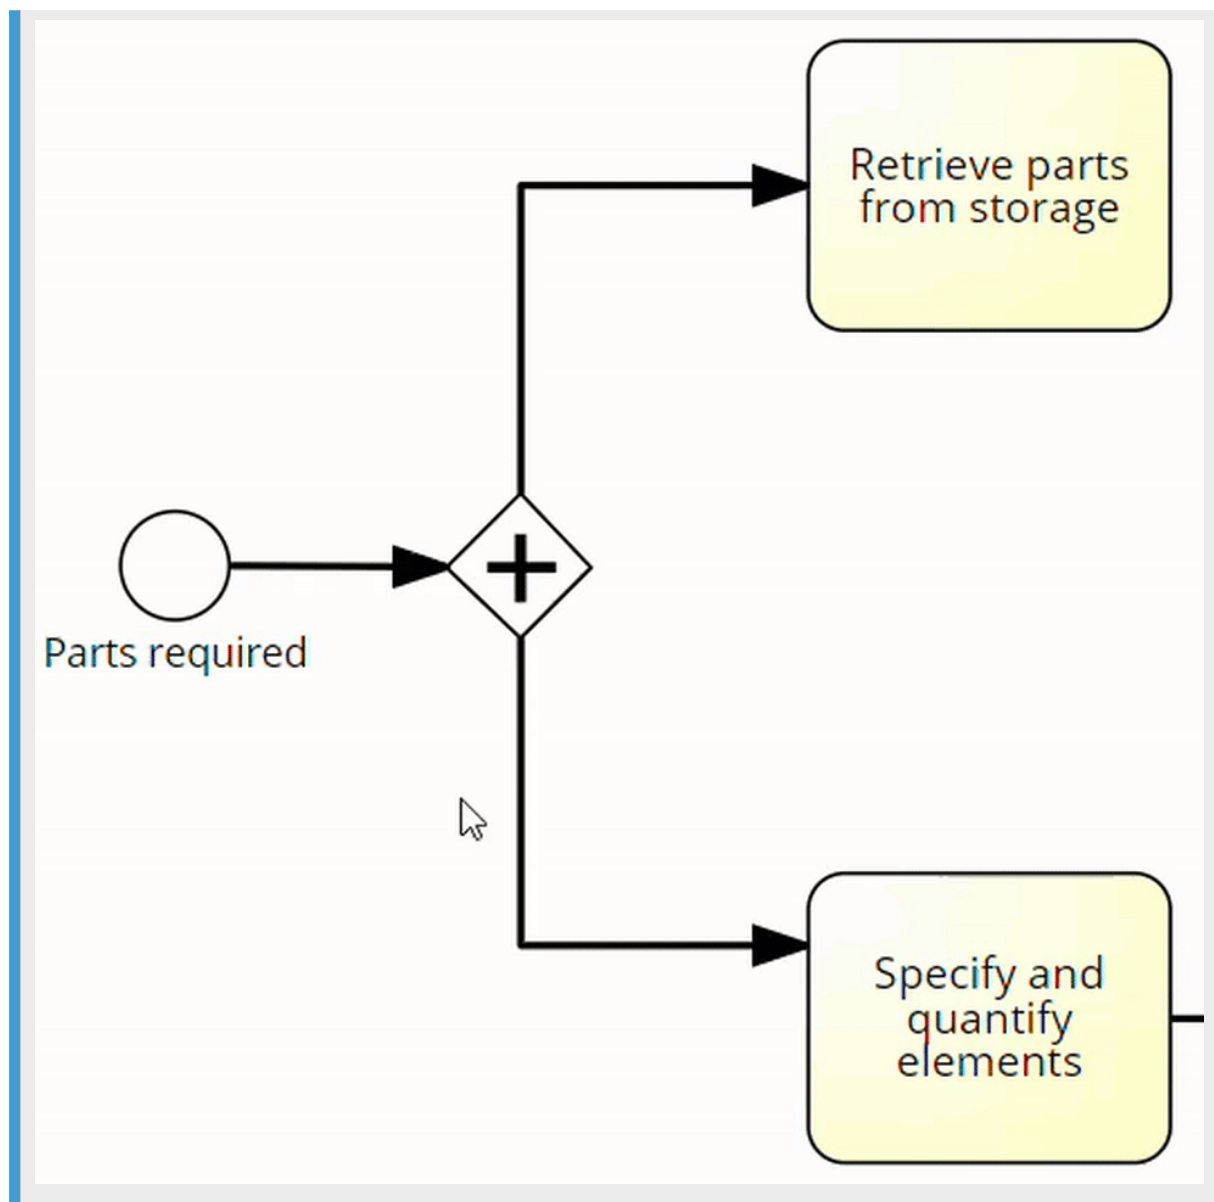 Retrieve parts
from storage
Parts required
Specify and
quantify
elements